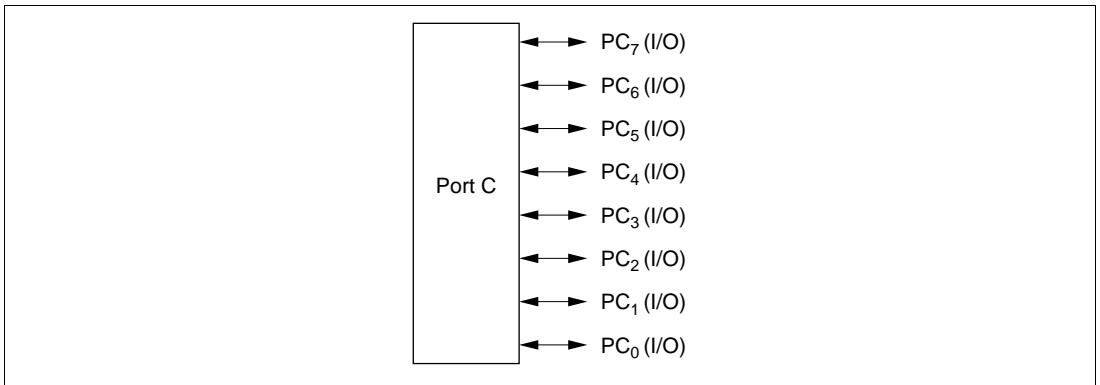 PC₇ (I/O)
PC₆ (I/O)
PC₅ (I/O)
PC₄ (I/O)
Port C
PC₃ (I/O)
PC₂ (I/O)
PC₁ (I/O)
PC₀ (I/O)